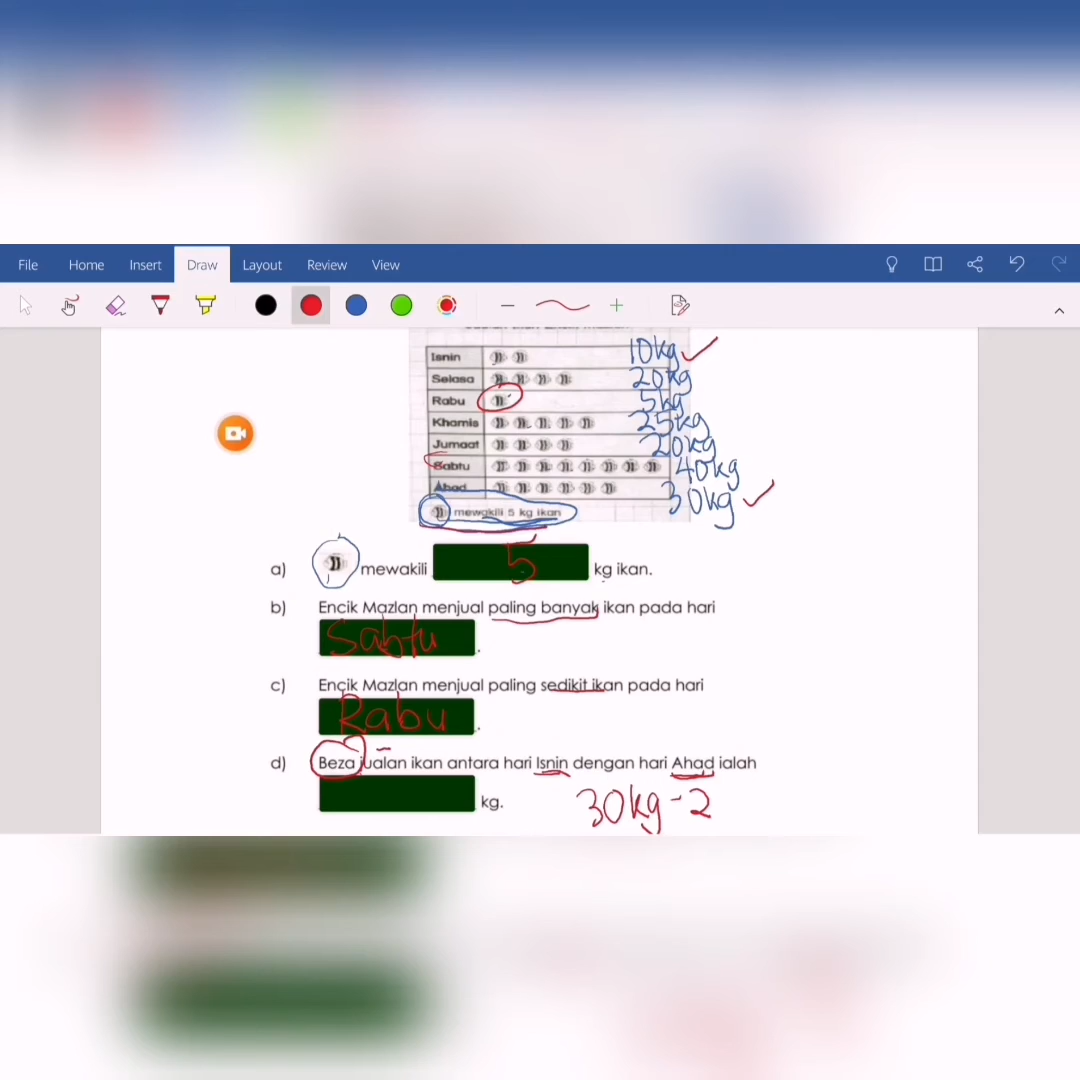 File Home Insert Draw Layout Review View
Isnin 10kg
Selasa 20kg
Rabu 5kg
Khamis 25kg
Jumaat 20kg
Sabtu 40kg
Ahad 30kg
mewakili 5 kg ikan
a) mewakili 5 kg ikan.
b) Encik Mazlan menjual paling banyak ikan pada hari
Sabtu.
c) Encik Mazlan menjual paling sedikit ikan pada hari
Rabu.
d) Beza jualan ikan antara hari Isnin dengan hari Ahad ialah
kg. 30kg-2